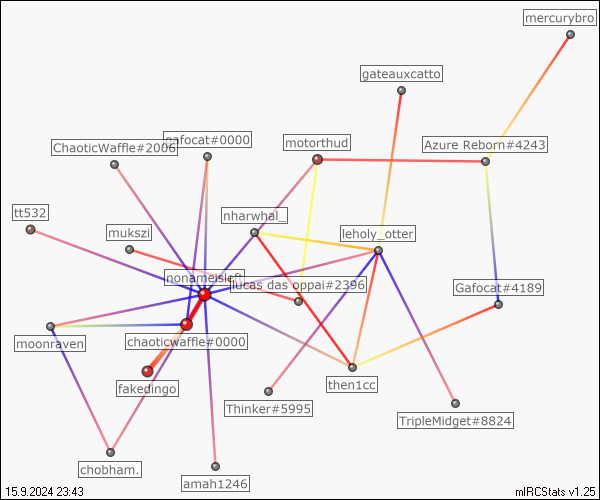 mercurybro
gateauxcatto
gafocat#0000
motorthud
Azure Reborn#4243
ChaoticWaffle#2006
tt532
nharwhal_
mukszi
leholy_otter
nonameisleft
lucas das oppai#2396
Gafocat#4189
moonraven
chaoticwaffle#0000
fakedingo
then1cc
Thinker#5995
TripleMidget#8824
chobham.
amah1246
15.9.2024 23:43
mIRCStats v1.25